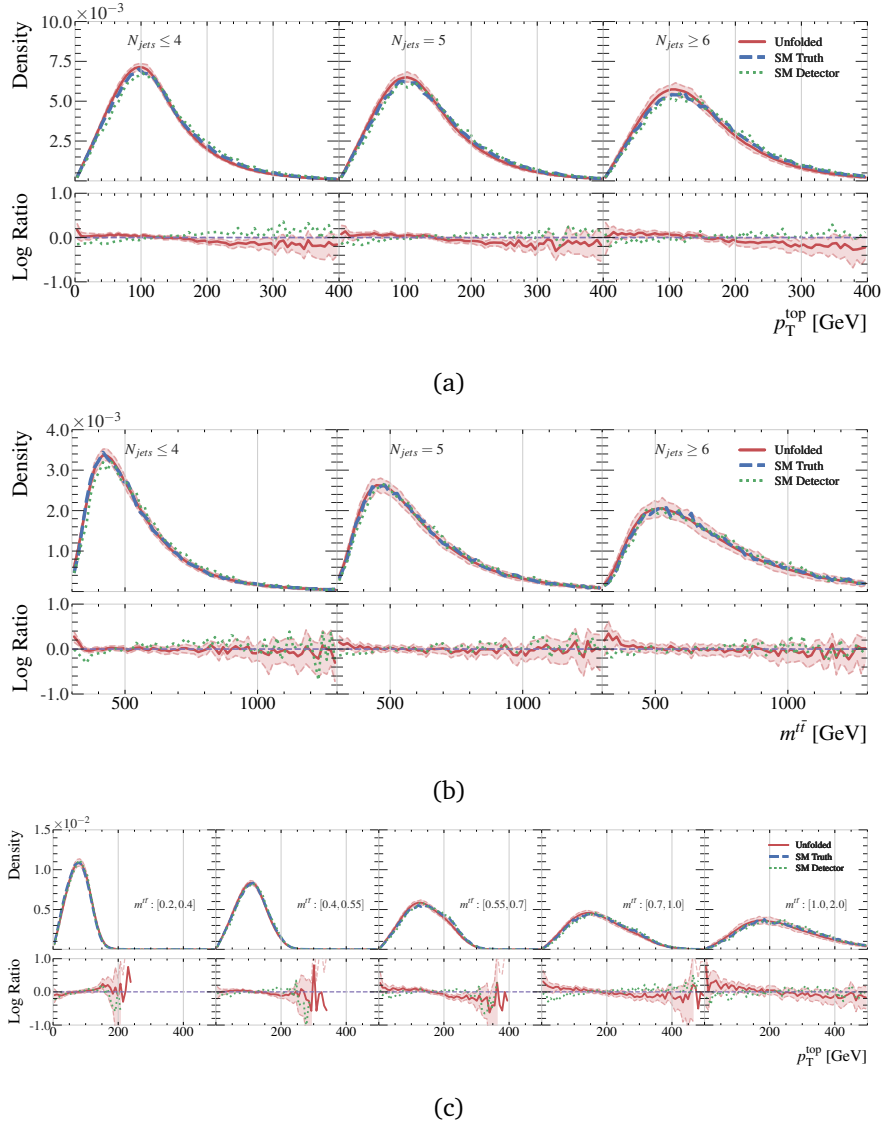 ×10⁻³
10.0
7.5
5.0
2.5
Density
N_jets ≤ 4
N_jets = 5
N_jets ≥ 6
Unfolded
SM Truth
SM Detector
1.0
0.0
-1.0
Log Ratio
0 100 200 300 400 100 200 300 400 100 200 300 400
p_T^top [GeV]
(a)
×10⁻³
4.0
3.0
2.0
1.0
Density
N_jets ≤ 4
N_jets = 5
N_jets ≥ 6
Unfolded
SM Truth
SM Detector
1.0
0.0
-1.0
Log Ratio
500 1000 500 1000 500 1000
m^{tt̄} [GeV]
(b)
×10⁻²
1.5
1.0
0.5
Density
m^{tt̄} : [0.2, 0.4]
m^{tt̄} : [0.4, 0.55]
m^{tt̄} : [0.55, 0.7]
m^{tt̄} : [0.7, 1.0]
m^{tt̄} : [1.0, 2.0]
Unfolded
SM Truth
SM Detector
1.0
0.0
-1.0
Log Ratio
0 200 400 200 400 200 400 200 400 200 400
p_T^top [GeV]
(c)